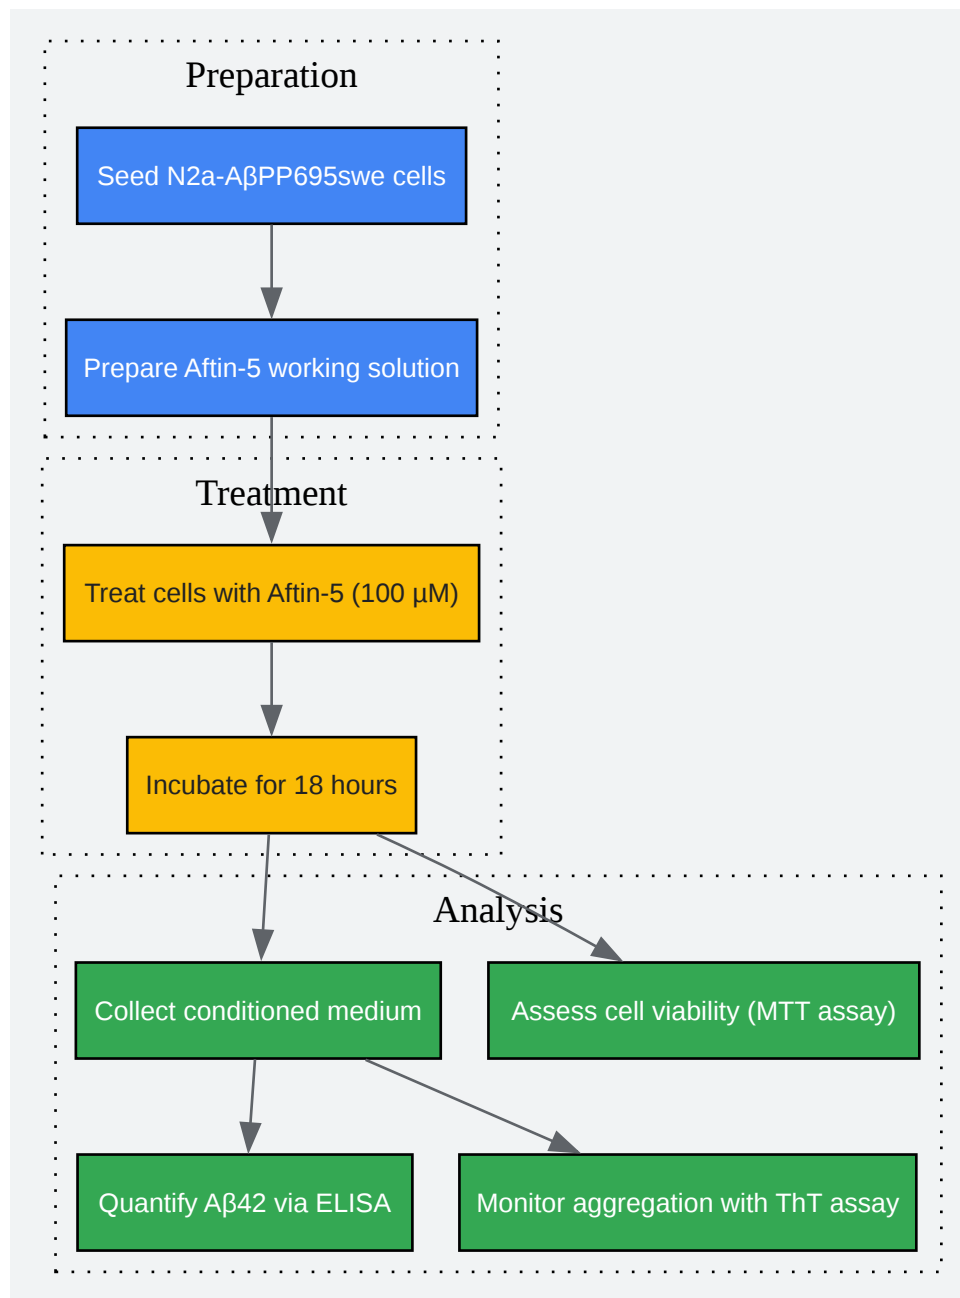 Preparation
Seed N2a-AβPP695swe cells
Prepare Aftin-5 working solution
Treatment
Treat cells with Aftin-5 (100 µM)
Incubate for 18 hours
Analysis
Collect conditioned medium
Assess cell viability (MTT assay)
Quantify Aβ42 via ELISA
Monitor aggregation with ThT assay